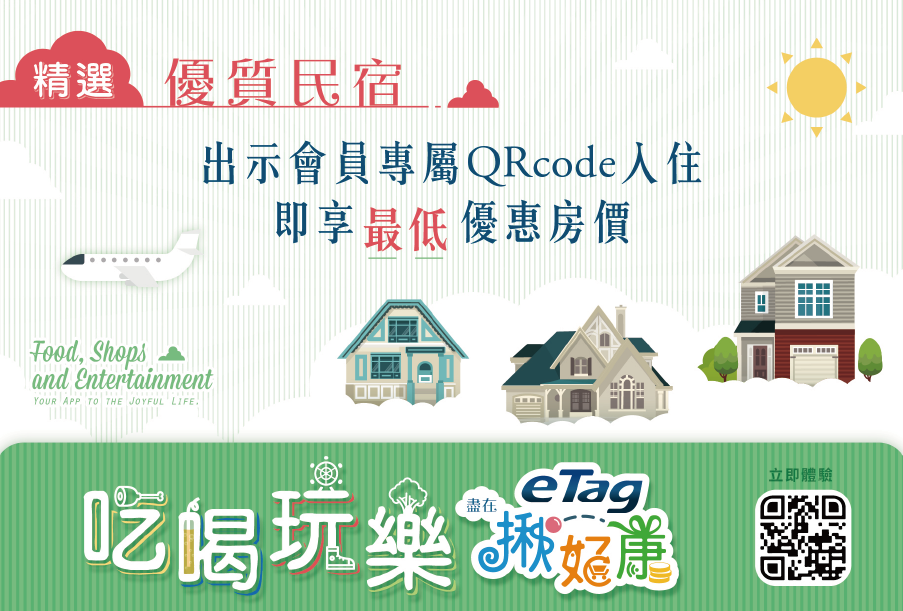 精選 優質民宿
出示會員專屬QRcode入住
即享最低優惠房價
Food, Shops
and Entertainment
YOUR APP TO THE JOYFUL LIFE.
立即體驗
吃喝玩樂 盡在 eTag
揪好康